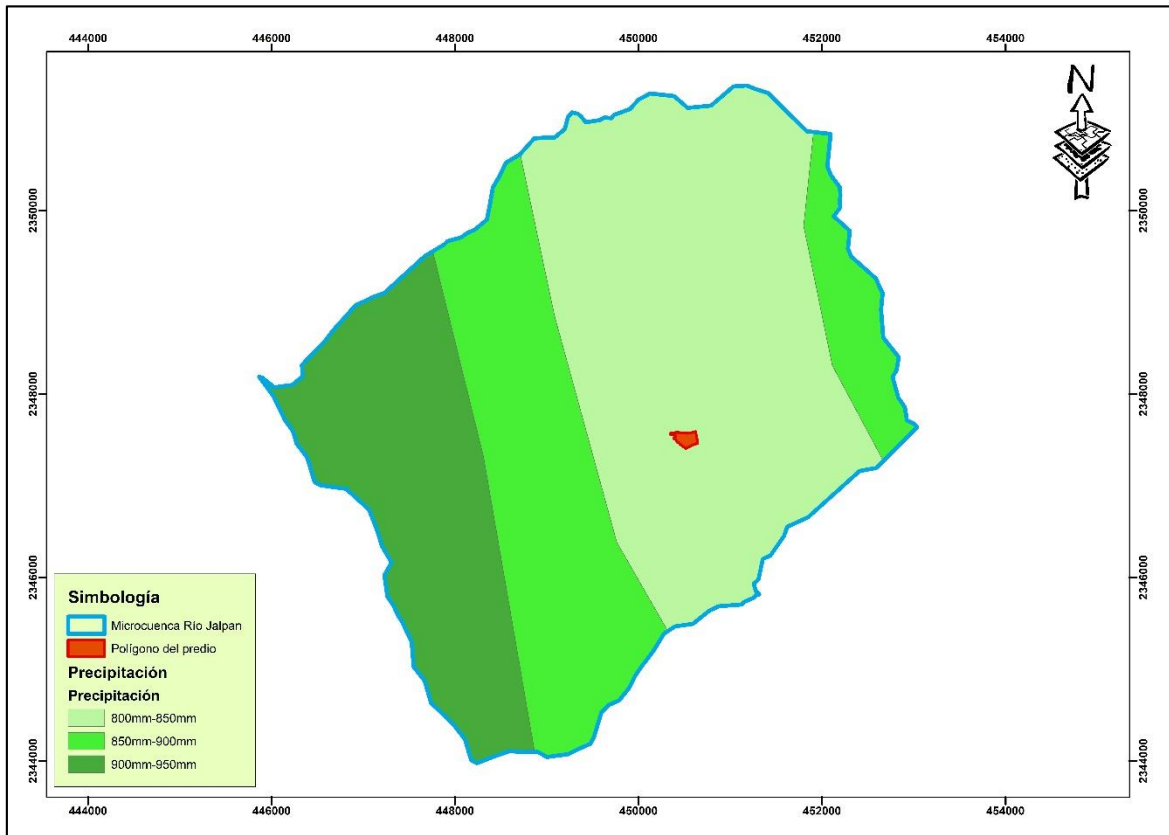 444000 446000 448000 450000 452000 454000
N
2350000 2350000
2348000 2348000
2346000 2346000
2344000 2344000
Simbología
Microcuenca Río Jalpan
Polígono del predio
Precipitación
Precipitación
800mm-850mm
850mm-900mm
900mm-950mm
444000 446000 448000 450000 452000 454000